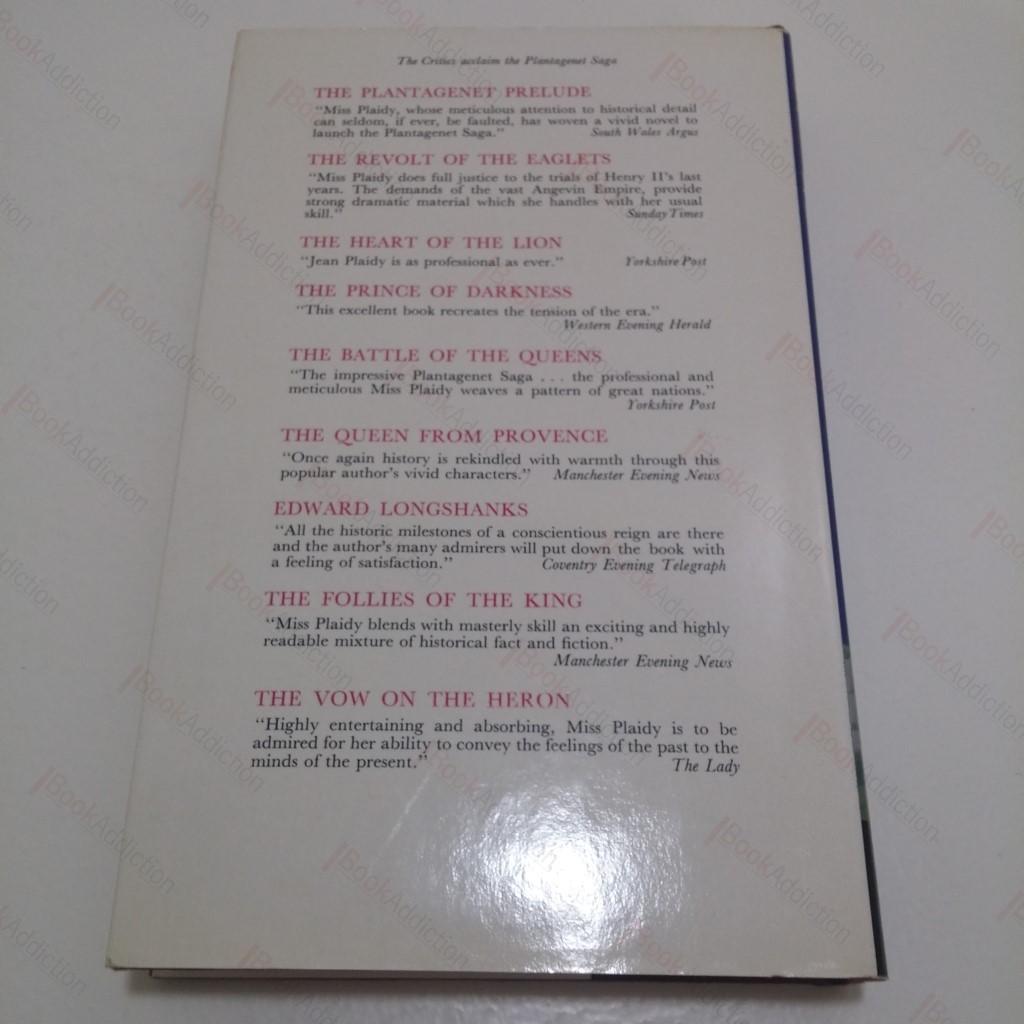 The Critics acclaim the Plantagenet Saga
THE PLANTAGENET PRELUDE
"Miss Plaidy, whose meticulous attention to historical detail
can seldom, if ever, be faulted, has woven a vivid novel to
launch the Plantagenet Saga." South Wales Argus
THE REVOLT OF THE EAGLETS
"Miss Plaidy does full justice to the trials of Henry II's last
years. The demands of the vast Angevin Empire, provide
strong dramatic material which she handles with her usual
skill." Sunday Times
THE HEART OF THE LION
"Jean Plaidy is as professional as ever." Yorkshire Post
THE PRINCE OF DARKNESS
"This excellent book recreates the tension of the era."
Western Evening Herald
THE BATTLE OF THE QUEENS
"The impressive Plantagenet Saga . . . the professional and
meticulous Miss Plaidy weaves a pattern of great nations."
Yorkshire Post
THE QUEEN FROM PROVENCE
"Once again history is rekindled with warmth through this
popular author's vivid characters." Manchester Evening News
EDWARD LONGSHANKS
"All the historic milestones of a conscientious reign are there
and the author's many admirers will put down the book with
a feeling of satisfaction." Coventry Evening Telegraph
THE FOLLIES OF THE KING
"Miss Plaidy blends with masterly skill an exciting and highly
readable mixture of historical fact and fiction."
Manchester Evening News
THE VOW ON THE HERON
"Highly entertaining and absorbing, Miss Plaidy is to be
admired for her ability to convey the feelings of the past to the
minds of the present." The Lady
BookAddiction